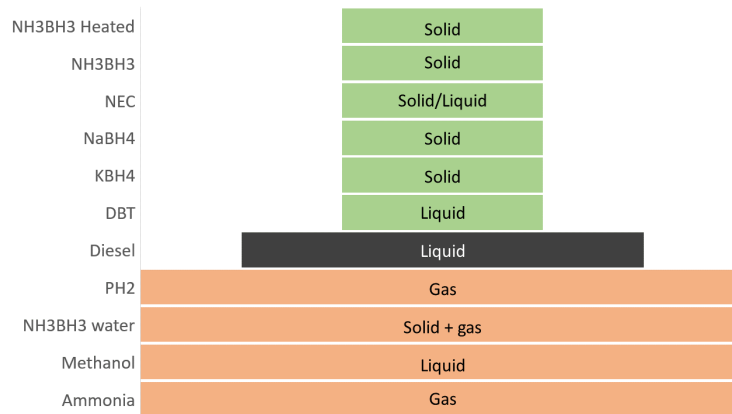 NH3BH3 Heated Solid
NH3BH3 Solid
NEC Solid/Liquid
NaBH4 Solid
KBH4 Solid
DBT Liquid
Diesel Liquid
PH2 Gas
NH3BH3 water Solid + gas
Methanol Liquid
Ammonia Gas